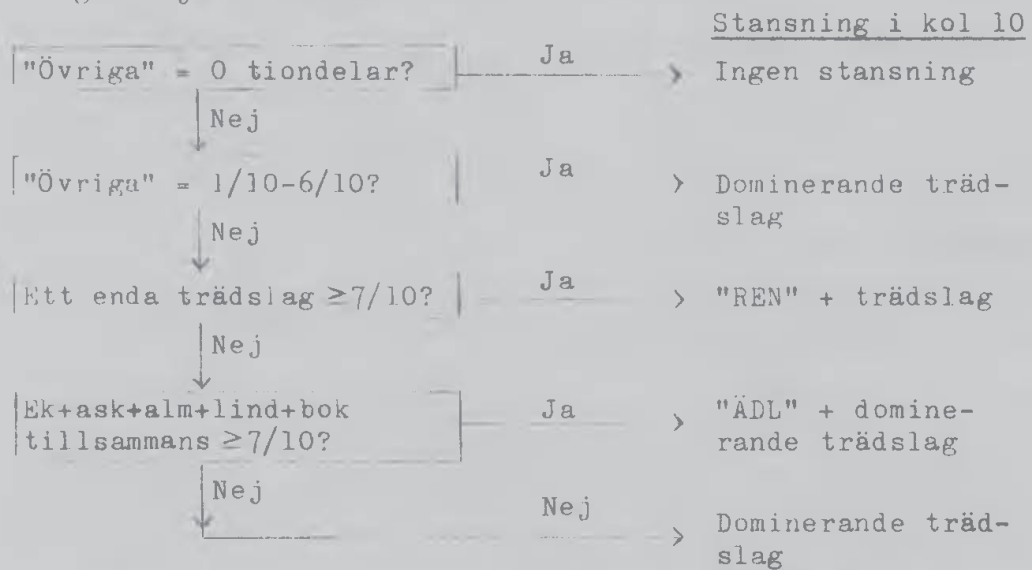 Stansning i kol 10
"Övriga" = 0 tiondelar? Ja Ingen stansning
Nej
"Övriga" = 1/10-6/10? Ja Dominerande träd-
slag
Nej
Ett enda trädslag ≥7/10? Ja "REN" + trädslag
Nej
Ek+ask+alm+lind+bok Ja "ÄDL" + domine-
tillsammans ≥7/10? rande trädslag
Nej
Nej Dominerande träd-
slag